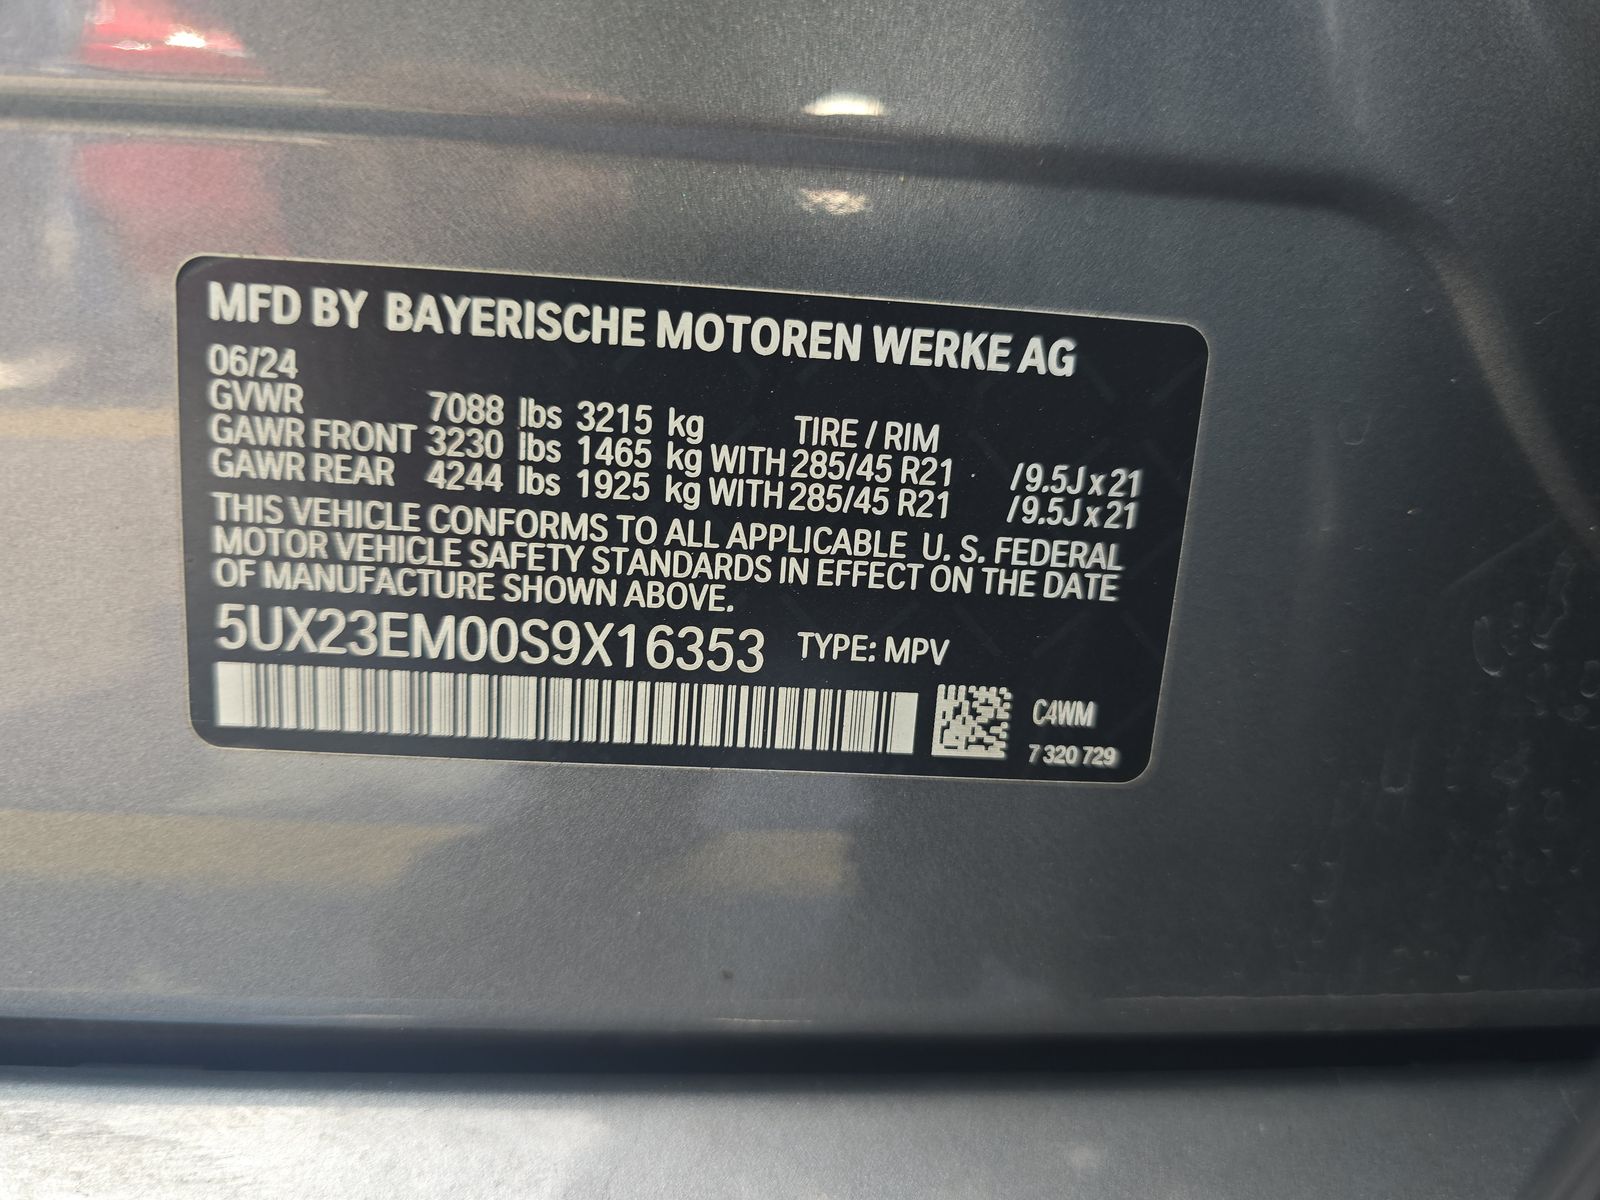 MFD BY BAYERISCHE MOTOREN WERKE AG
06/24
GVWR 7088 lbs 3215 kg TIRE / RIM
GAWR FRONT 3230 lbs 1465 kg WITH 285/45 R21 /9.5J x 21
GAWR REAR 4244 lbs 1925 kg WITH 285/45 R21 /9.5J x 21
THIS VEHICLE CONFORMS TO ALL APPLICABLE U. S. FEDERAL
MOTOR VEHICLE SAFETY STANDARDS IN EFFECT ON THE DATE
OF MANUFACTURE SHOWN ABOVE.
5UX23EM00S9X16353 TYPE: MPV
C4WM
7 320 729